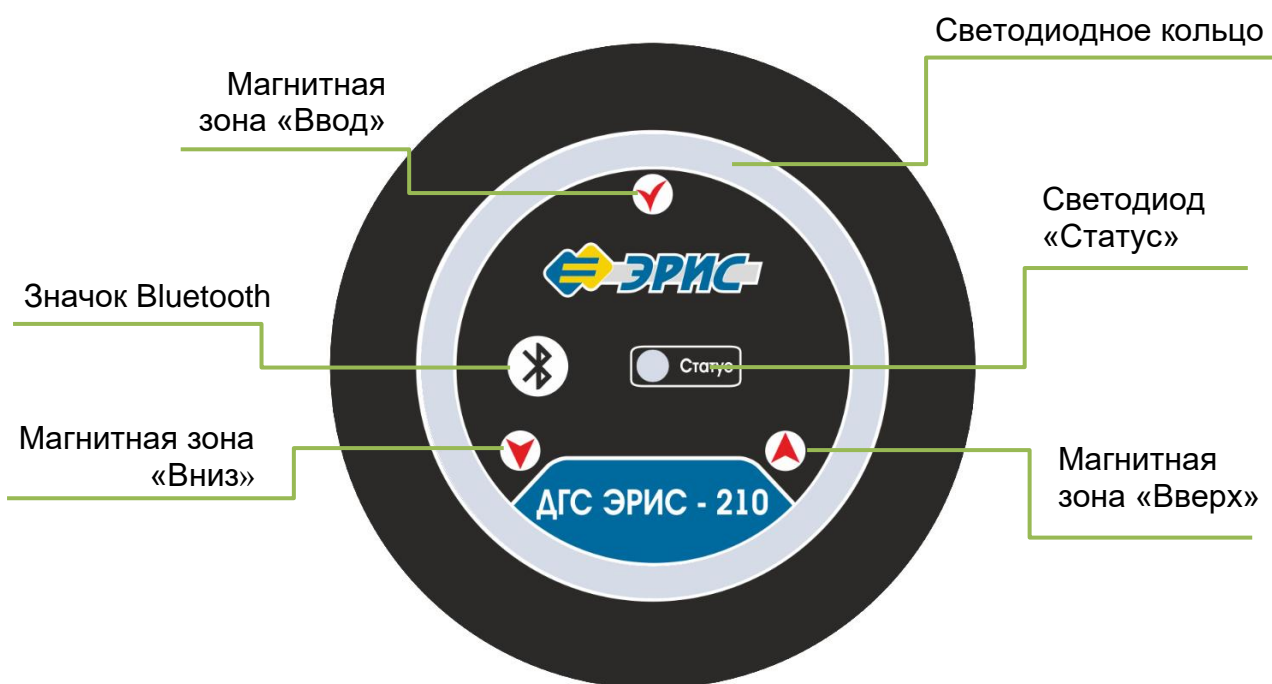 Светодиодное кольцо
Магнитная
зона «Ввод»
Светодиод
«Статус»
ЭРИС
Значок Bluetooth
Статус
Магнитная зона
«Вниз»
Магнитная
зона «Вверх»
ДГС ЭРИС - 210